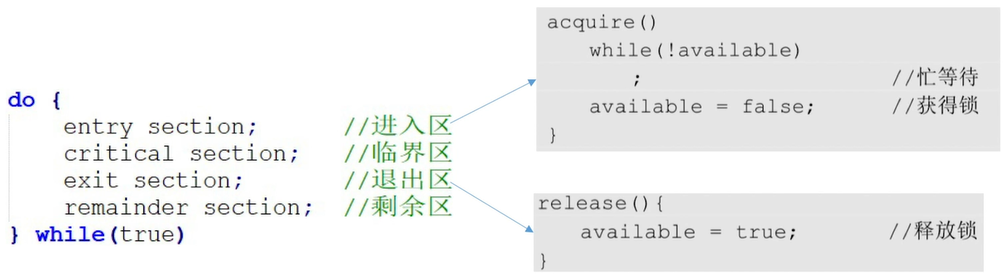 do {
entry section; //进入区
critical section; //临界区
exit section; //退出区
remainder section; //剩余区
} while(true)
acquire()
while(!available)
; //忙等待
available = false; //获得锁
}
release(){
available = true; //释放锁
}